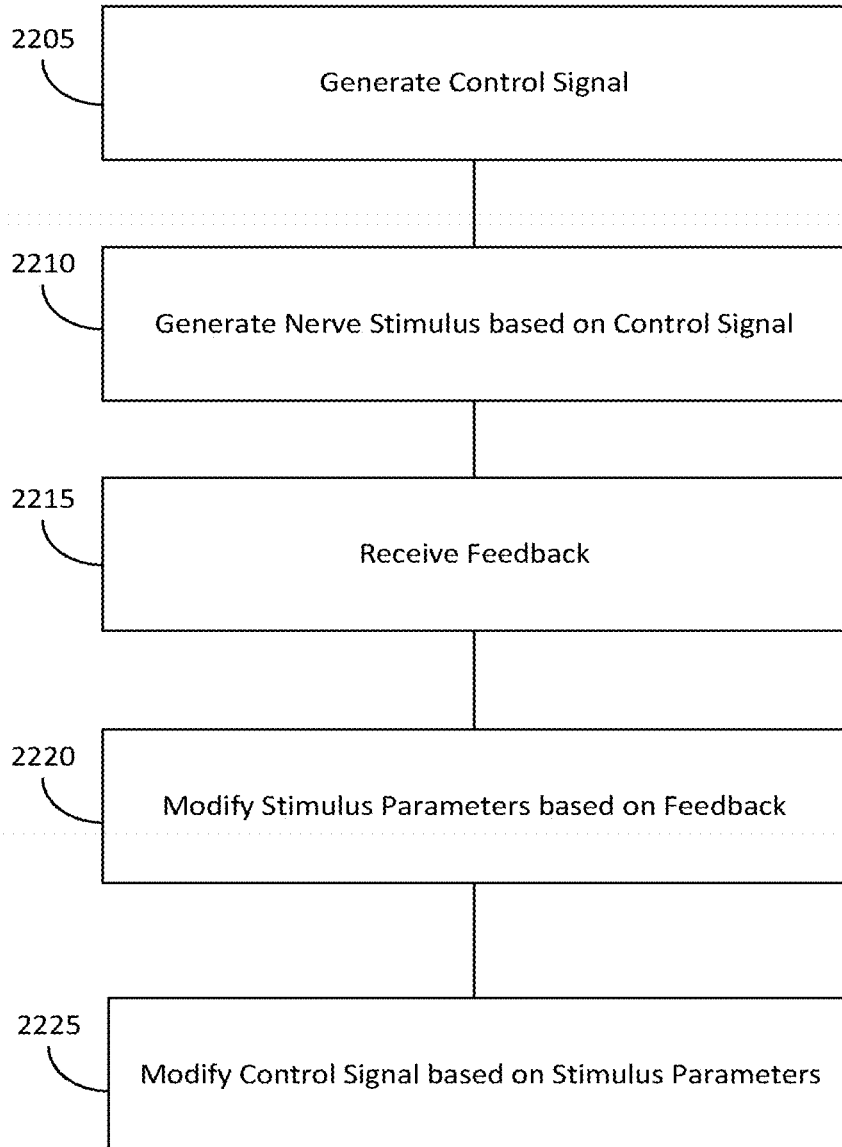 2205
Generate Control Signal
2210
Generate Nerve Stimulus based on Control Signal
2215
Receive Feedback
2220
Modify Stimulus Parameters based on Feedback
2225
Modify Control Signal based on Stimulus Parameters